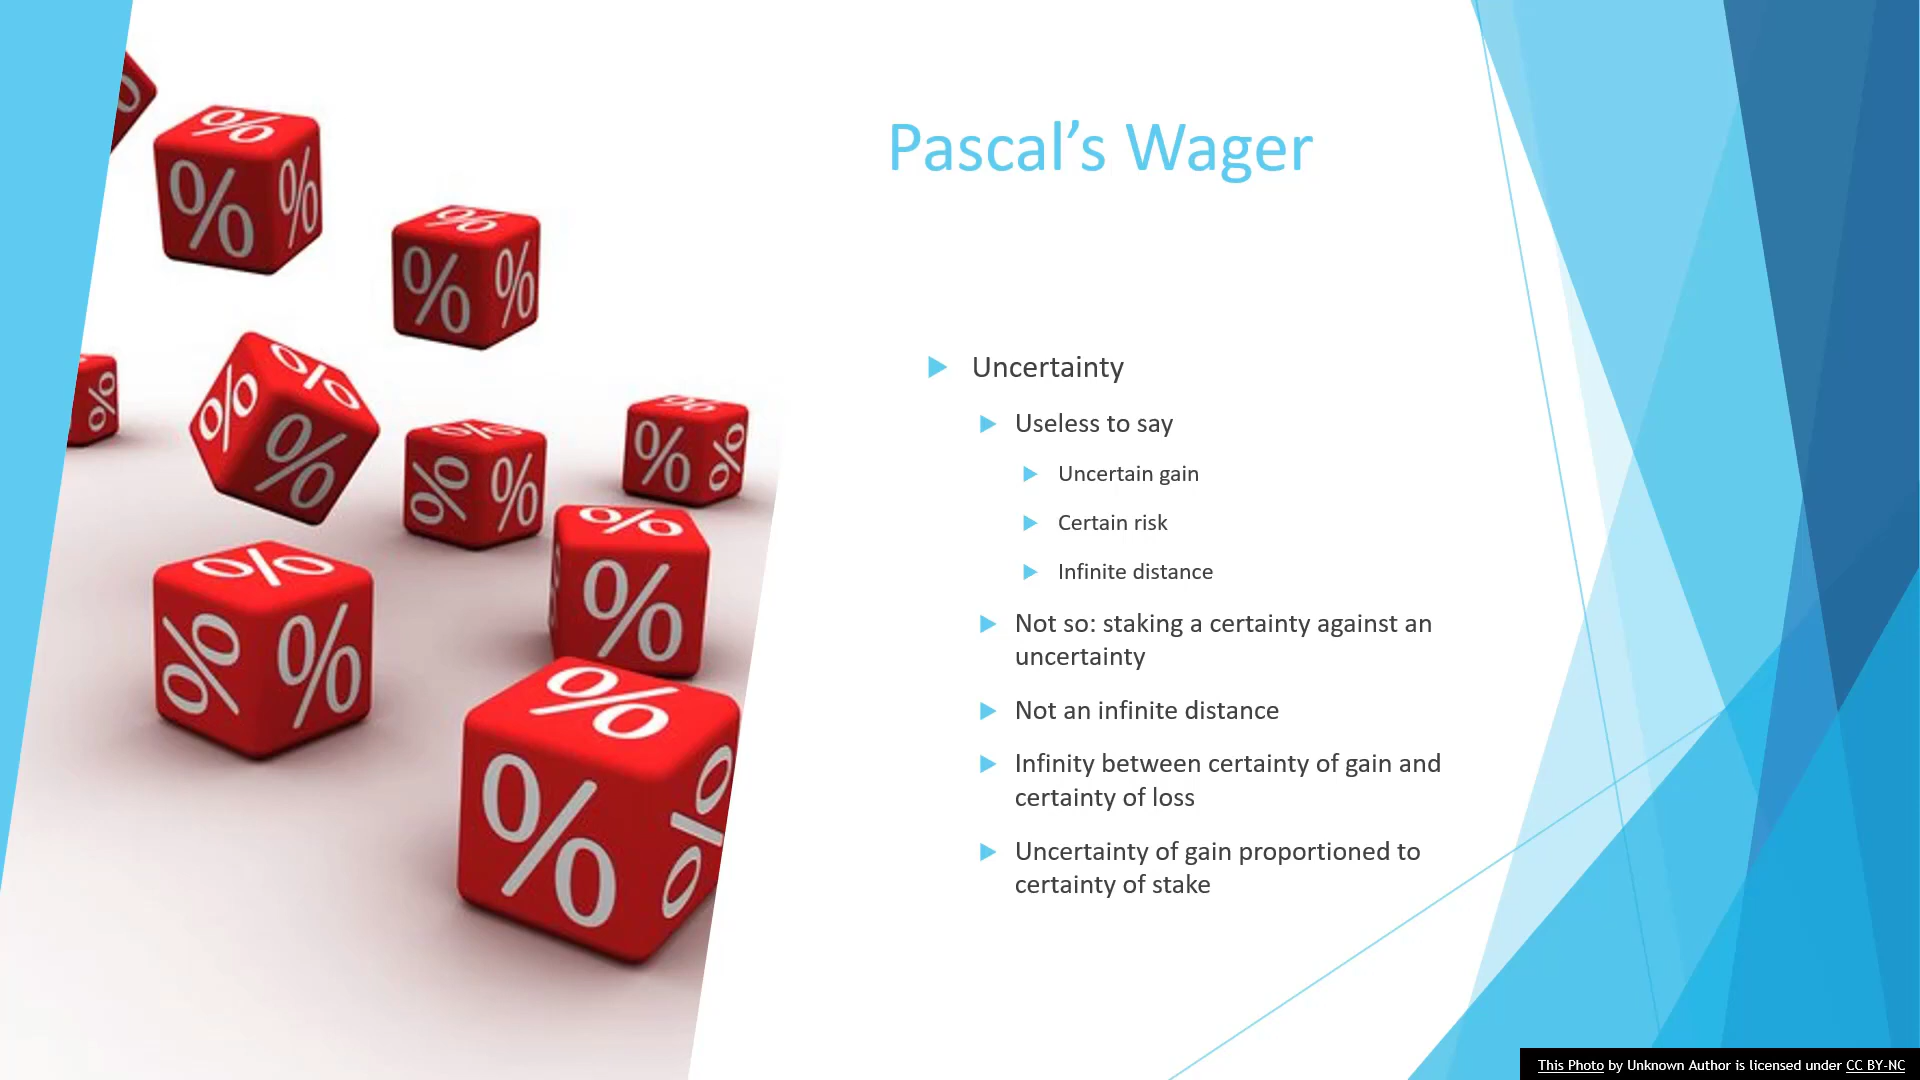 Pascal’s Wager
Uncertainty
Useless to say
Uncertain gain
Certain risk
Infinite distance
Not so: staking a certainty against an
uncertainty
Not an infinite distance
Infinity between certainty of gain and
certainty of loss
Uncertainty of gain proportioned to
certainty of stake
% % %
% % %
%
% % %
% % %
% % %
% %
% % %
% % %
This Photo by Unknown Author is licensed under CC BY-NC